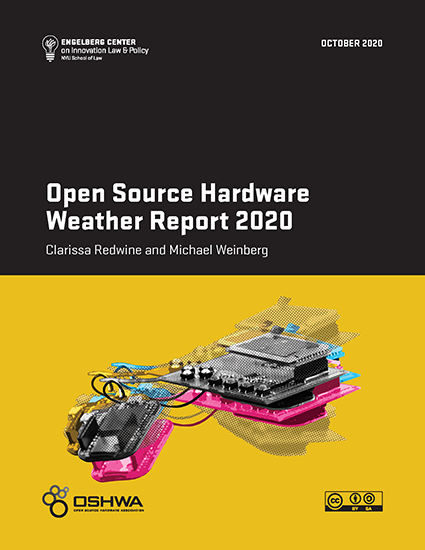 ENGELBERG CENTER
on Innovation Law & Policy
NYU School of Law
OCTOBER 2020
Open Source Hardware
Weather Report 2020
Clarissa Redwine and Michael Weinberg
OSHWA
OPEN SOURCE HARDWARE ASSOCIATION
cc
BY SA